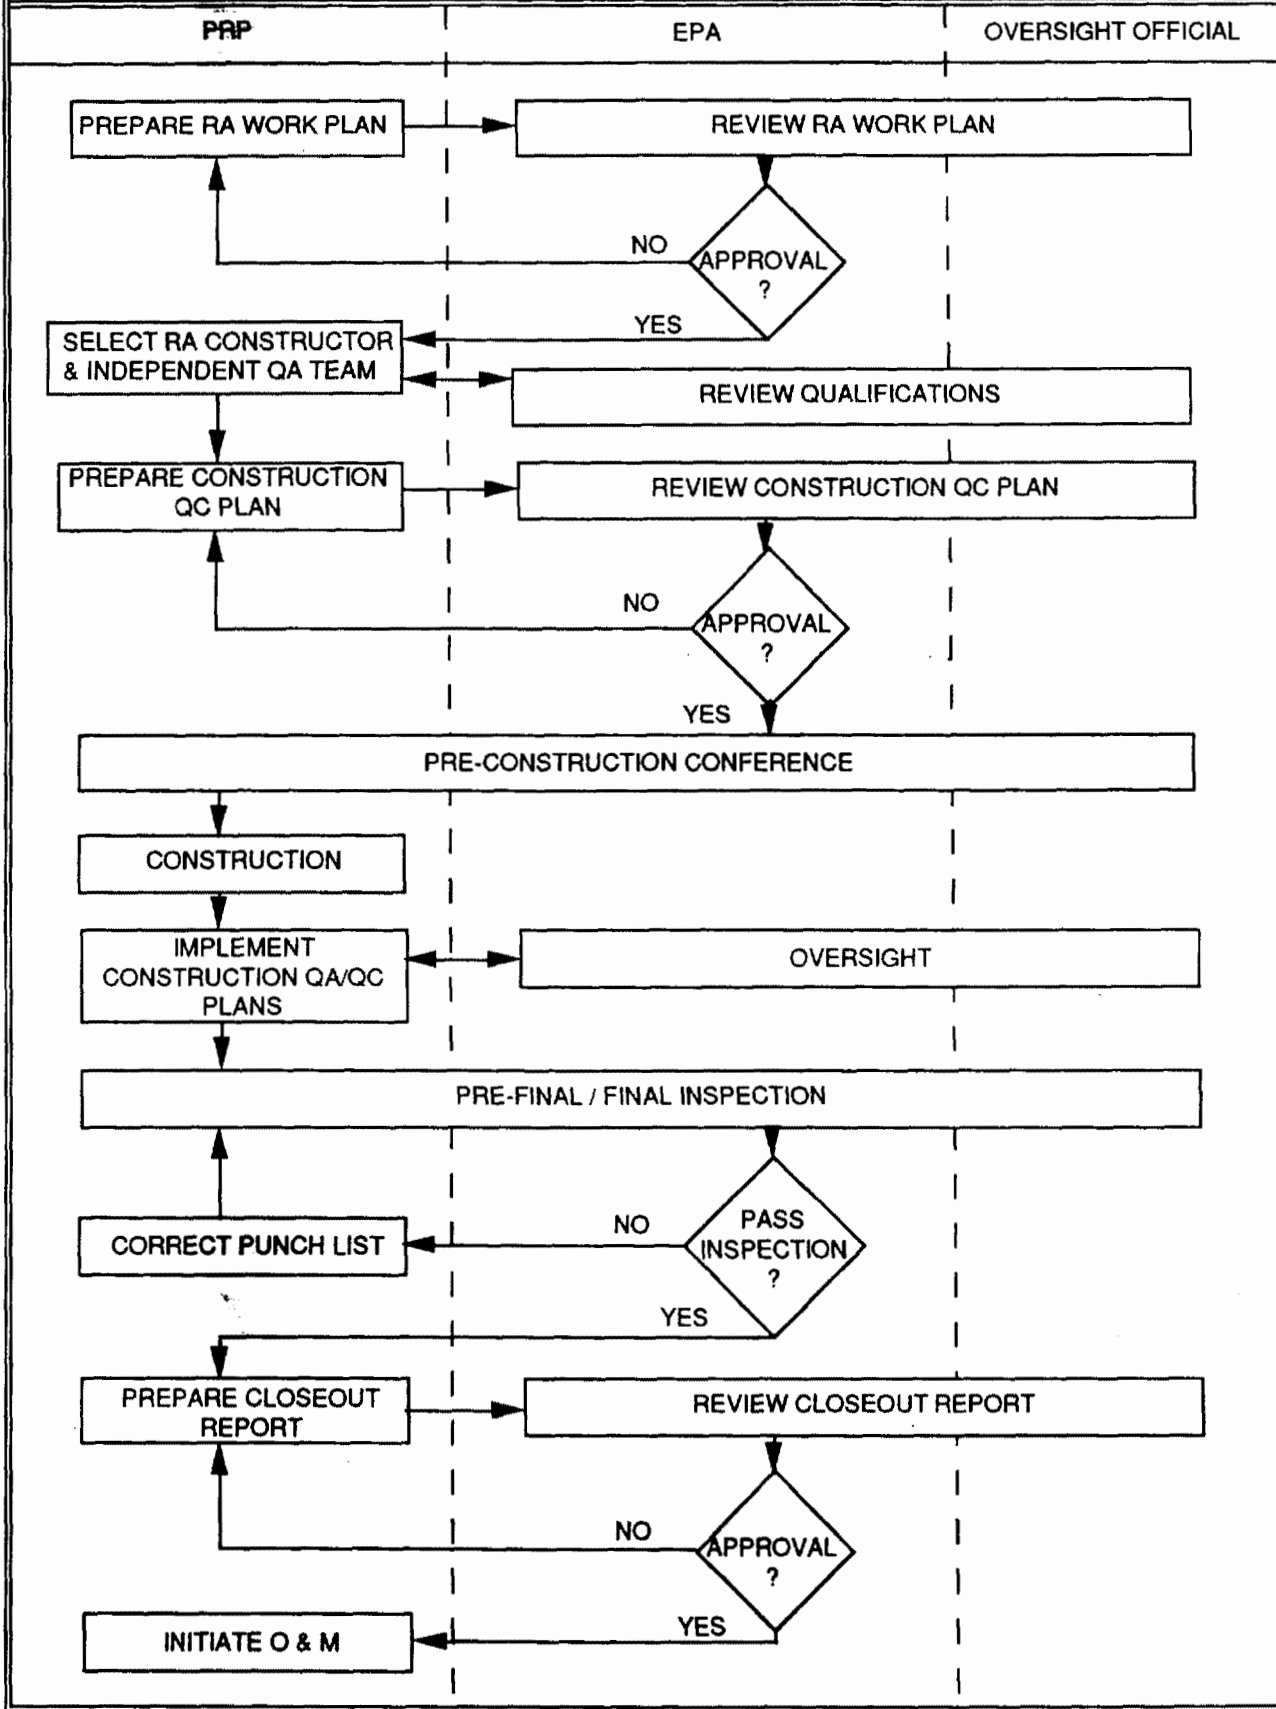 PRP
EPA
OVERSIGHT OFFICIAL
PREPARE RA WORK PLAN
REVIEW RA WORK PLAN
NO
APPROVAL
?
YES
SELECT RA CONSTRUCTOR
& INDEPENDENT QA TEAM
REVIEW QUALIFICATIONS
PREPARE CONSTRUCTION
QC PLAN
REVIEW CONSTRUCTION QC PLAN
NO
APPROVAL
?
YES
PRE-CONSTRUCTION CONFERENCE
CONSTRUCTION
IMPLEMENT
CONSTRUCTION QA/QC
PLANS
OVERSIGHT
PRE-FINAL / FINAL INSPECTION
CORRECT PUNCH LIST
NO
PASS
INSPECTION
?
YES
PREPARE CLOSEOUT
REPORT
REVIEW CLOSEOUT REPORT
NO
APPROVAL
?
YES
INITIATE O & M